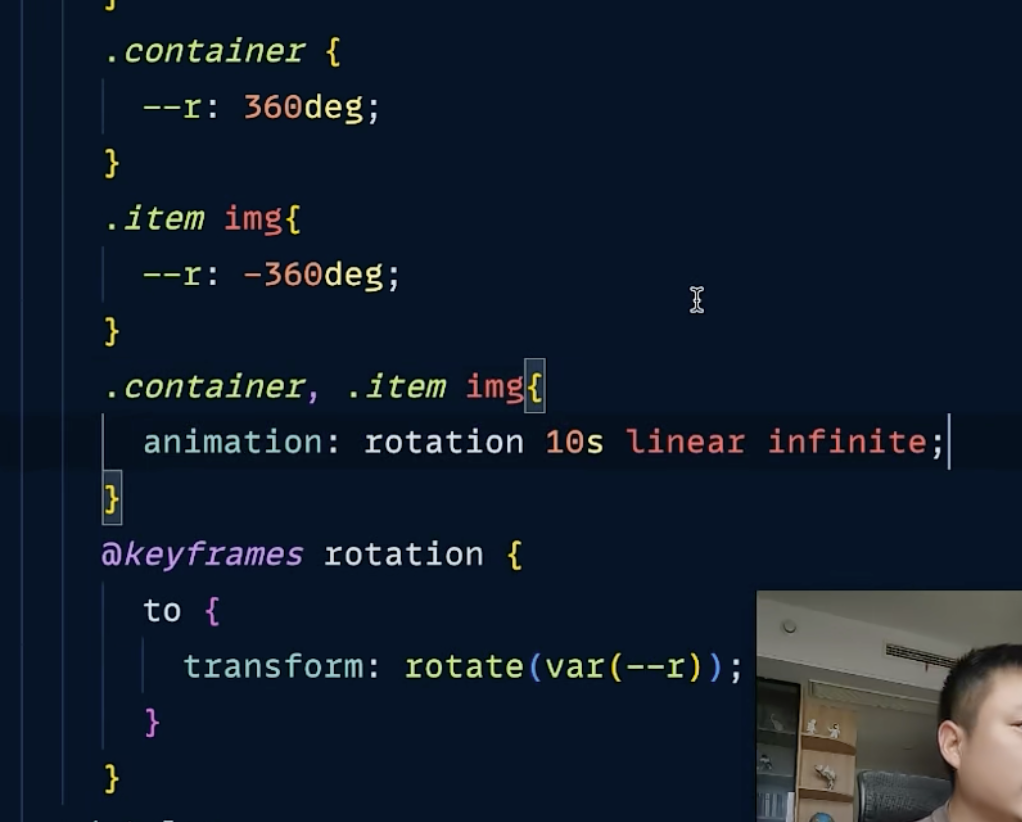 }
.container {
--r: 360deg;
}
.item img{
--r: -360deg;
}
.container, .item img{
animation: rotation 10s linear infinite;
}
@keyframes rotation {
to {
transform: rotate(var(--r));
}
}